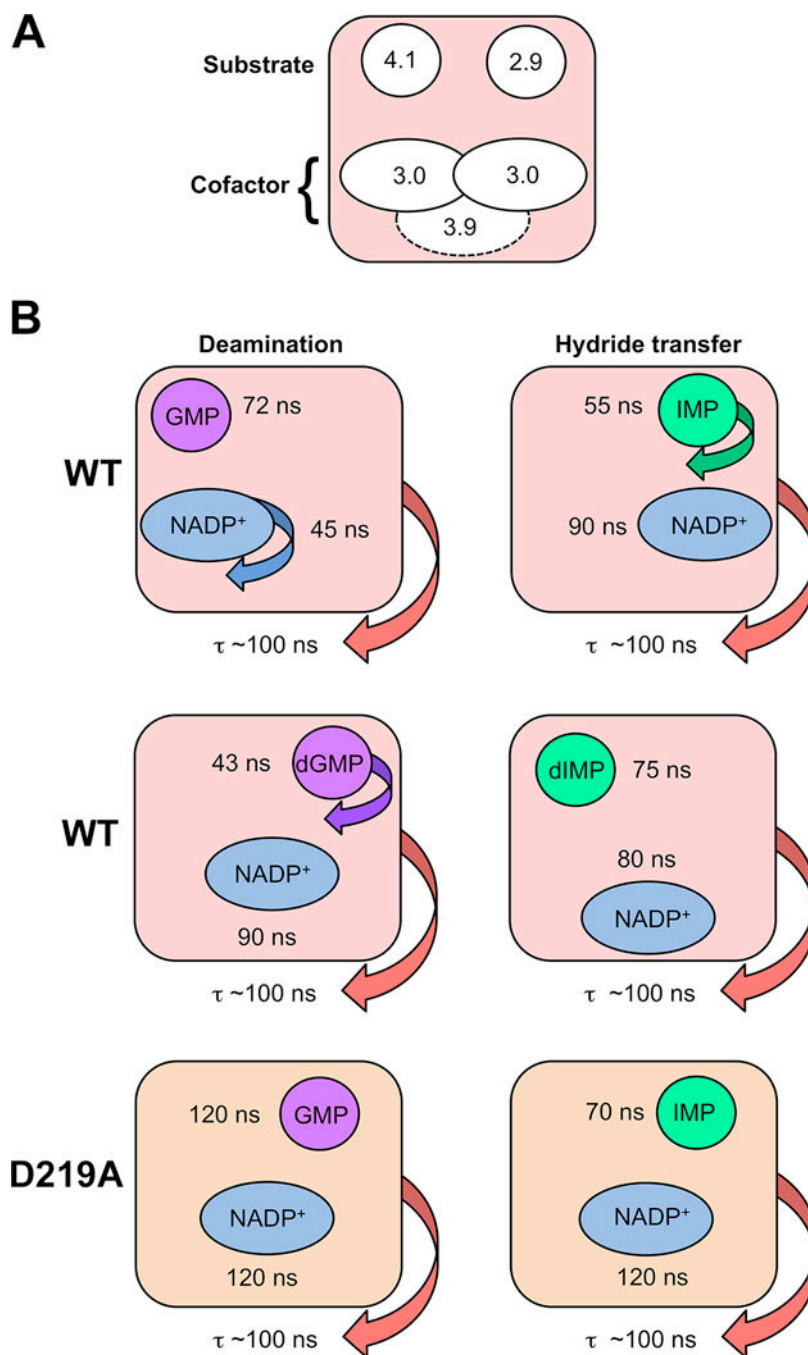 A
Substrate
4.1
2.9
Cofactor {
3.0
3.0
3.9
B
Deamination
Hydride transfer
WT
GMP
72 ns
NADP⁺
45 ns
τ ~100 ns
55 ns
IMP
90 ns
NADP⁺
τ ~100 ns
WT
43 ns
dGMP
NADP⁺
90 ns
τ ~100 ns
dIMP
75 ns
80 ns
NADP⁺
τ ~100 ns
D219A
120 ns
GMP
NADP⁺
120 ns
τ ~100 ns
70 ns
IMP
NADP⁺
120 ns
τ ~100 ns